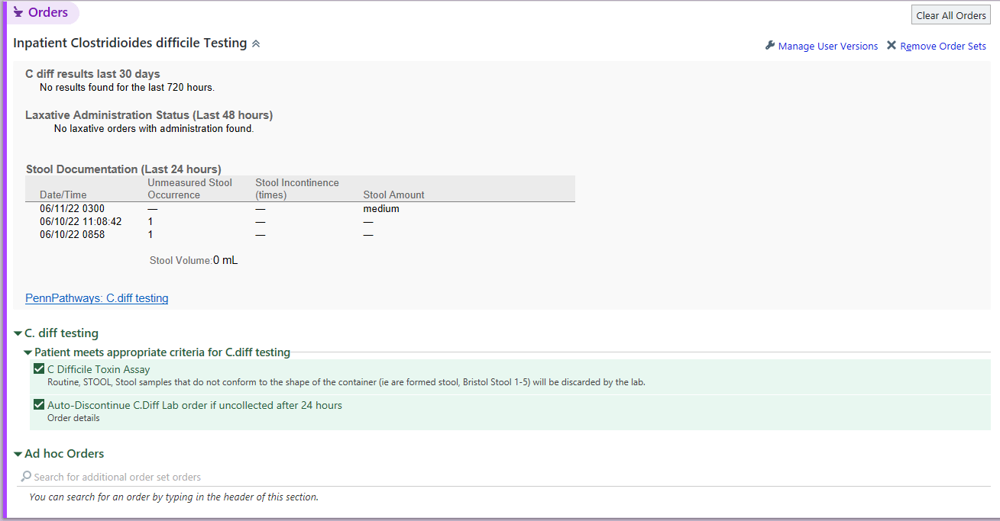 Orders
Clear All Orders
Inpatient Clostridioides difficile Testing
Manage User Versions Remove Order Sets
C diff results last 30 days
No results found for the last 720 hours.
Laxative Administration Status (Last 48 hours)
No laxative orders with administration found.
Stool Documentation (Last 24 hours)
Date/Time Unmeasured Stool Occurrence Stool Incontinence (times) Stool Amount
06/11/22 0300 — — medium
06/10/22 11:08:42 1 — —
06/10/22 0858 1 — —
Stool Volume:0 mL
PennPathways: C.diff testing
C. diff testing
Patient meets appropriate criteria for C.diff testing
C Difficile Toxin Assay
Routine, STOOL, Stool samples that do not conform to the shape of the container (ie are formed stool, Bristol Stool 1-5) will be discarded by the lab.
Auto-Discontinue C.Diff Lab order if uncollected after 24 hours
Order details
Ad hoc Orders
Search for additional order set orders
You can search for an order by typing in the header of this section.